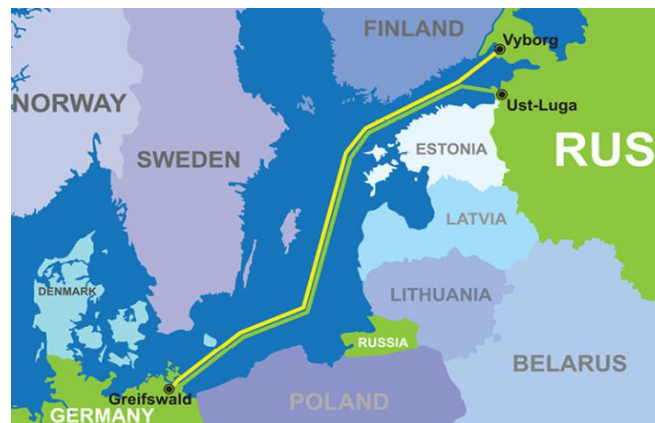 FINLAND
Vyborg
NORWAY
Ust-Luga
SWEDEN
ESTONIA
RUS
LATVIA
DENMARK
LITHUANIA
RUSSIA
BELARUS
Greifswald
POLAND
GERMANY